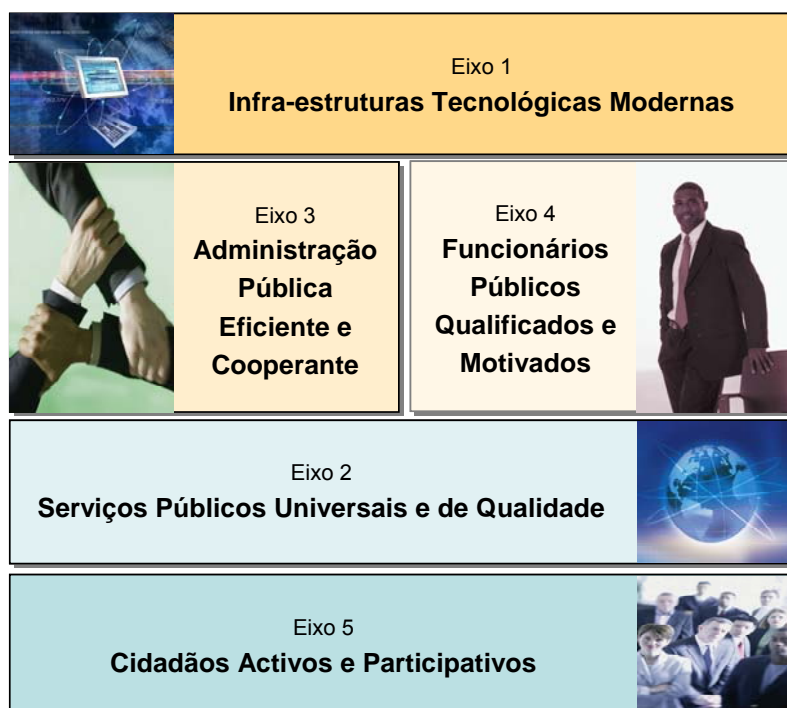 Eixo 1
Infra-estruturas Tecnológicas Modernas
Eixo 3
Administração
Pública
Eficiente e
Cooperante
Eixo 4
Funcionários
Públicos
Qualificados e
Motivados
Eixo 2
Serviços Públicos Universais e de Qualidade
Eixo 5
Cidadãos Activos e Participativos